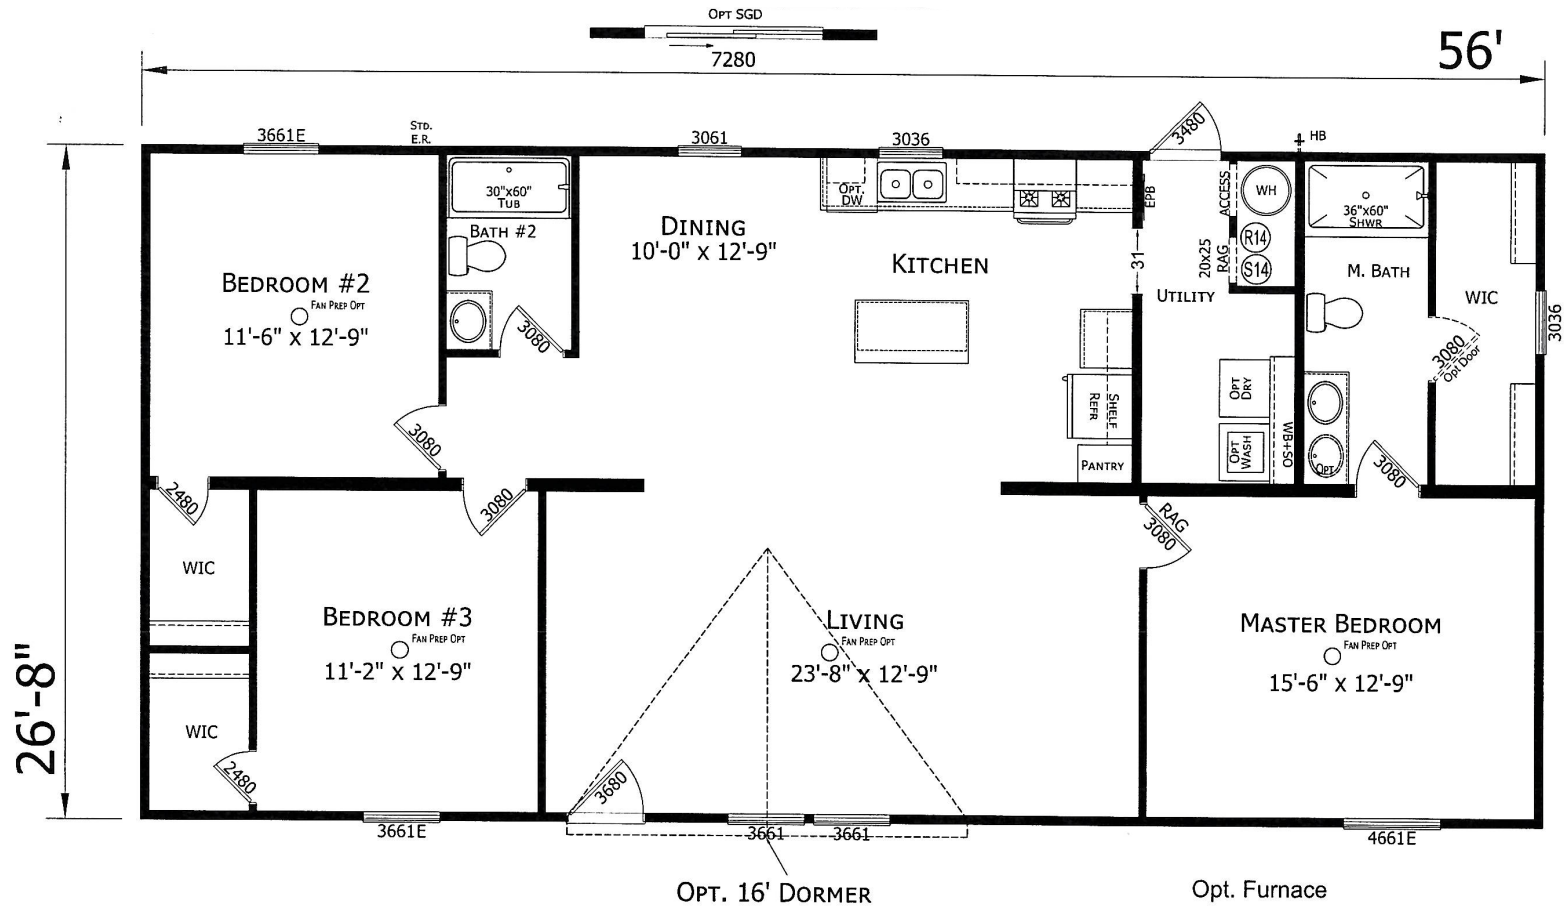 OPT SGD
7280
56'
3661E
STD.
E.R.
3061
3036
3480
HB
30"x60"
TUB
OPT.
DW
EPB
ACCESS
WH
36"x60"
SHWR
BATH #2
DINING
10'-0" X 12'-9"
KITCHEN
31
20x25
RAG
R14
S14
M. BATH
WIC
UTILITY
3036
BEDROOM #2
FAN PREP OPT
11'-6" X 12'-9"
3080
3080
OPT DOOR
SHELF
REFR
OPT
DRY
OPT
WASH
WB+SO
OPT
PANTRY
3080
3080
2480
3080
RAG
3080
WIC
BEDROOM #3
FAN PREP OPT
11'-2" X 12'-9"
LIVING
FAN PREP OPT
23'-8" X 12'-9"
MASTER BEDROOM
FAN PREP OPT
15'-6" X 12'-9"
26'-8"
WIC
2480
3680
3661E
3661
3661
4661E
OPT. 16' DORMER
Opt. Furnace